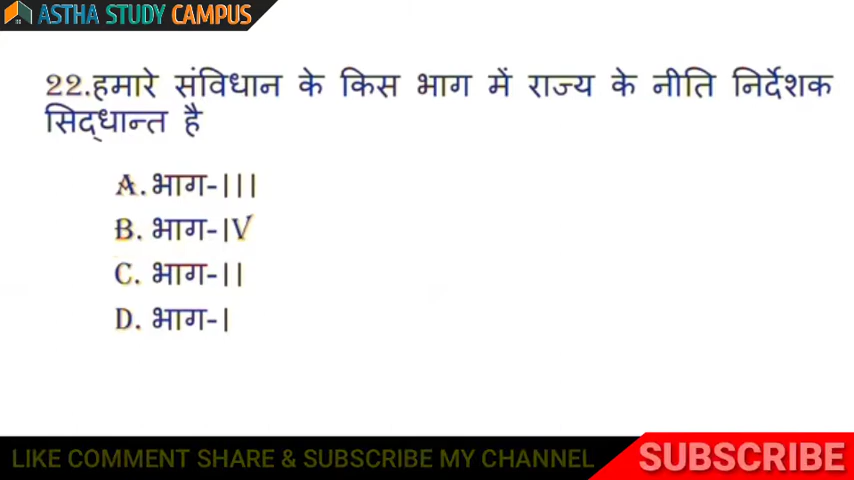 ASTHA STUDY CAMPUS
22.हमारे संविधान के किस भाग में राज्य के नीति निर्देशक
सिद्धान्त है
A. भाग-|||
B. भाग-|V
C. भाग-||
D. भाग-|
LIKE COMMENT SHARE & SUBSCRIBE MY CHANNEL
SUBSCRIBE